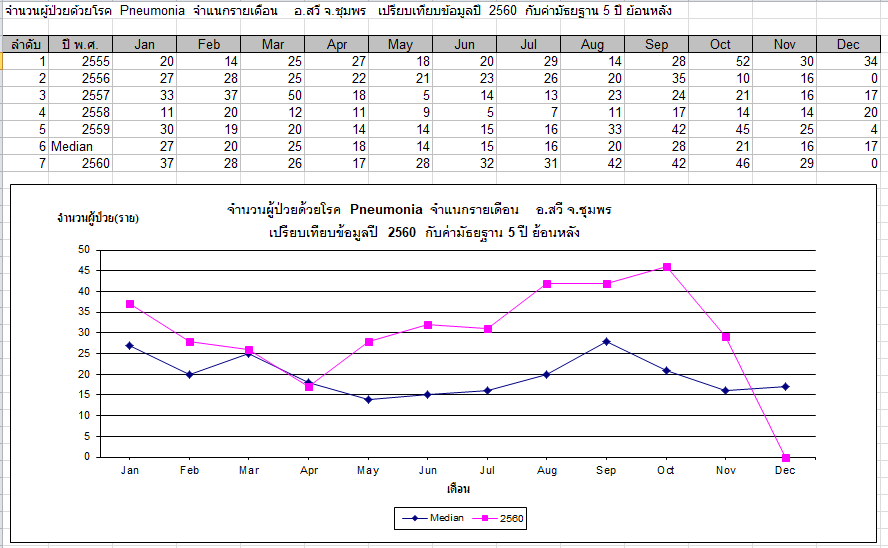 จำนวนผู้ป่วยด้วยโรค Pneumonia จำแนกรายเดือน อ.สวี จ.ชุมพร เปรียบเทียบข้อมูลปี 2560 กับค่ามัธยฐาน 5 ปี ย้อนหลัง
ลำดับ ปี พ.ศ. Jan Feb Mar Apr May Jun Jul Aug Sep Oct Nov Dec
1 2555 20 14 25 27 18 20 29 14 28 52 30 34
2 2556 27 28 25 22 21 23 26 20 35 10 16 0
3 2557 33 37 50 18 5 14 13 23 24 21 16 17
4 2558 11 20 12 11 9 5 7 11 17 14 14 20
5 2559 30 19 20 14 14 15 16 33 42 45 25 4
6 Median 27 20 25 18 14 15 16 20 28 21 16 17
7 2560 37 28 26 17 28 32 31 42 42 46 29 0
จำนวนผู้ป่วยด้วยโรค Pneumonia จำแนกรายเดือน อ.สวี จ.ชุมพร
เปรียบเทียบข้อมูลปี 2560 กับค่ามัธยฐาน 5 ปี ย้อนหลัง
จำนวนผู้ป่วย(ราย)
50
45
40
35
30
25
20
15
10
5
0
Jan Feb Mar Apr May Jun Jul Aug Sep Oct Nov Dec
เดือน
Median 2560